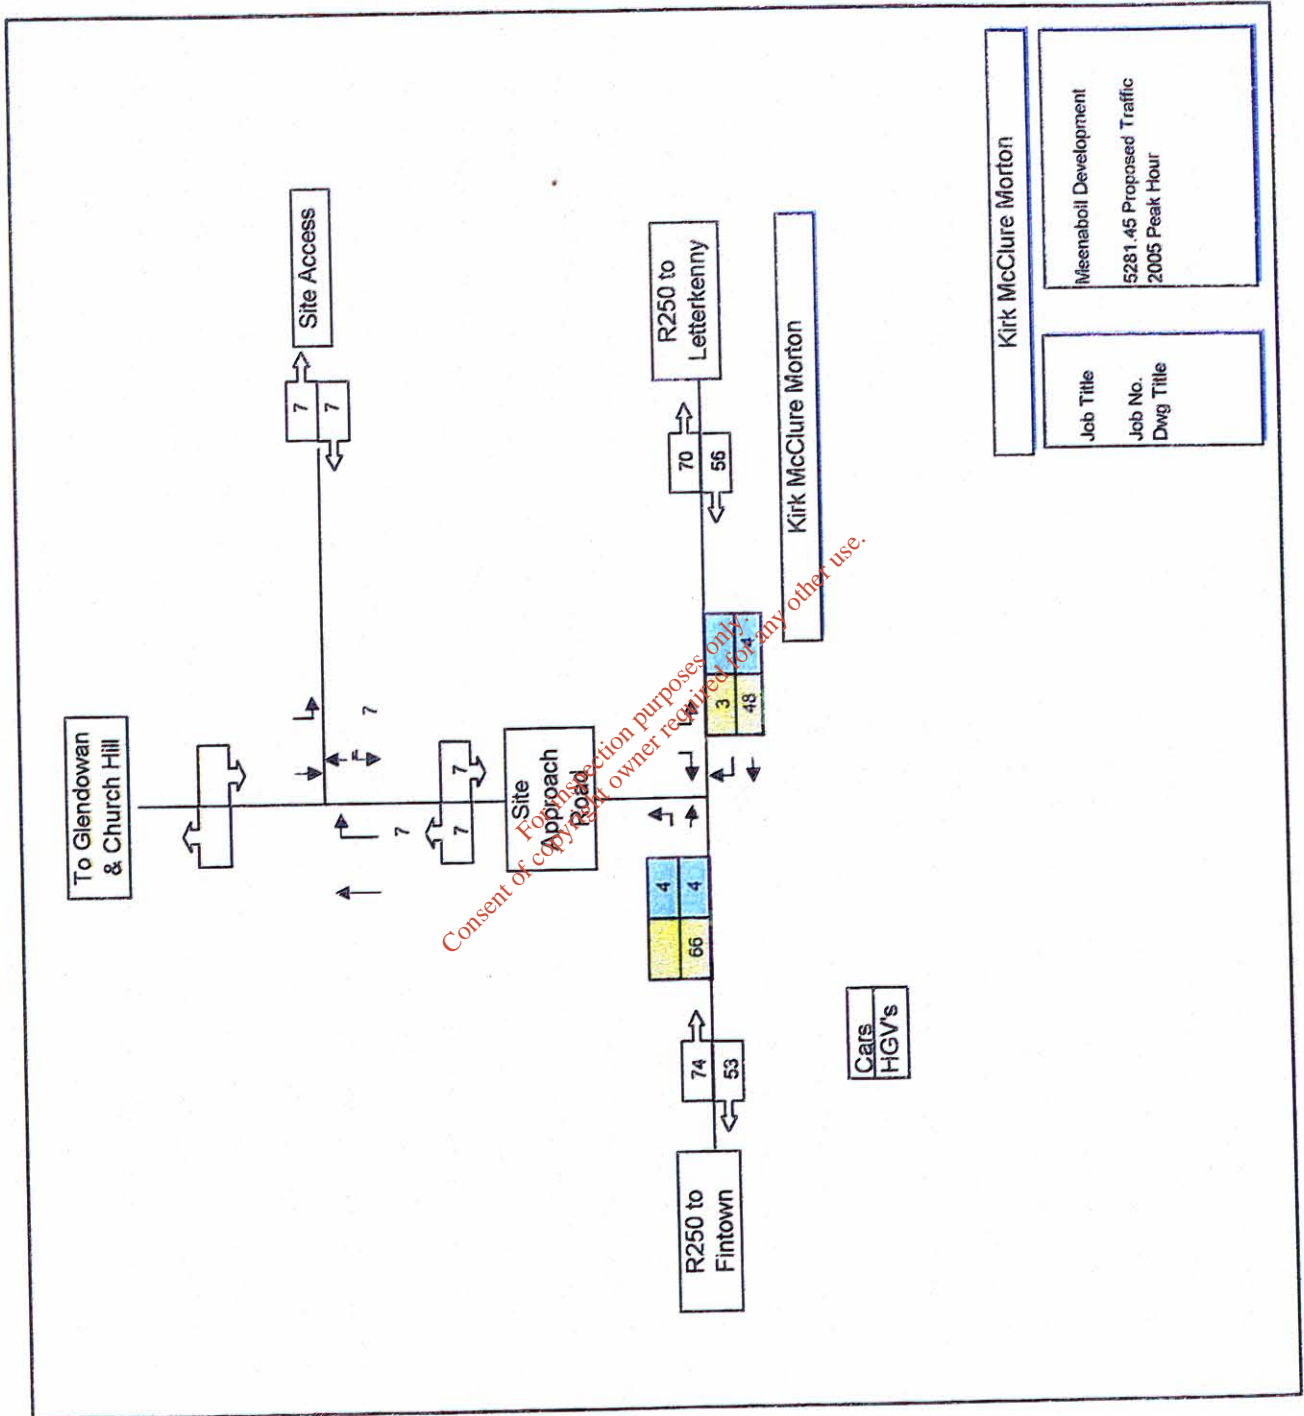 To Glendowan
& Church Hill
Site Access
7
7
7
7
7
7
Site
Approach
Road
R250 to
Letterkenny
70
56
4
4
66
3
48
4
74
53
R250 to
Fintown
Kirk McClure Morton
Cars
HGV's
Kirk McClure Morton
Job Title
Meenaboll Development
Job No.
5281.45 Proposed Traffic
Dwg Title
2005 Peak Hour
For inspection purposes only.
Consent of copyright owner required for any other use.